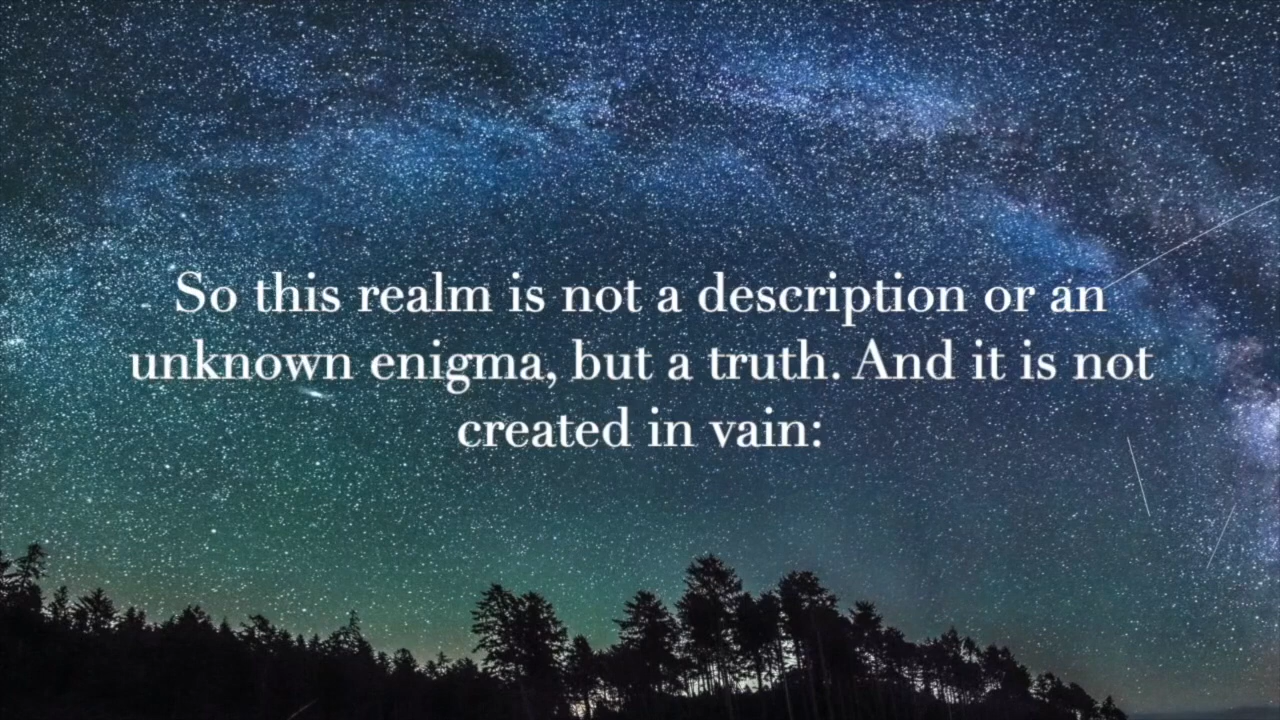 So this realm is not a description or an
unknown enigma, but a truth. And it is not
created in vain: